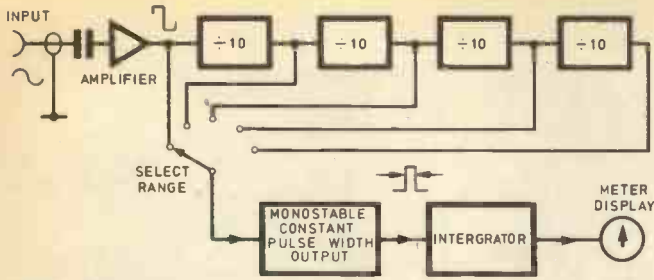 INPUT
AMPLIFIER
÷10
÷10
÷10
÷10
SELECT
RANGE
MONOSTABLE
CONSTANT
PULSE WIDTH
OUTPUT
INTERGRATOR
METER
DISPLAY